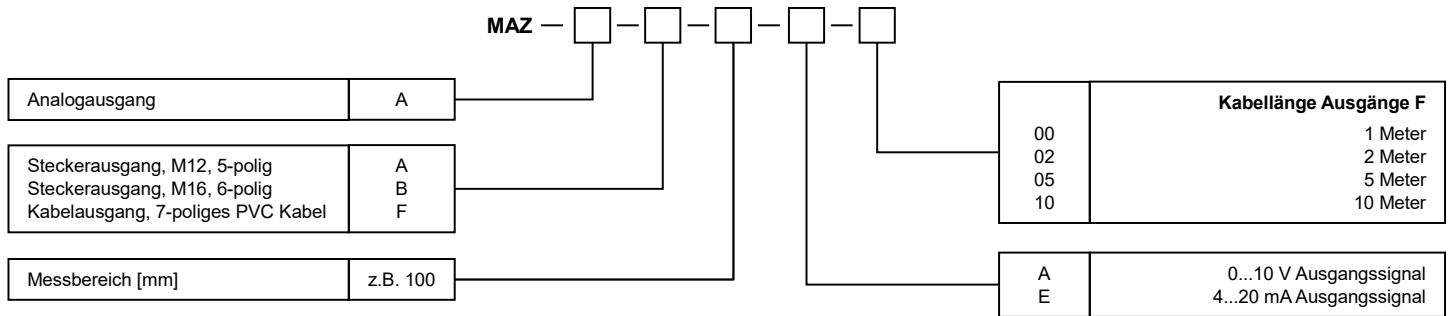 MAZ
Analogausgang A
Steckerausgang, M12, 5-polig A
Steckerausgang, M16, 6-polig B
Kabelausgang, 7-poliges PVC Kabel F
Messbereich [mm] z.B. 100
Kabellänge Ausgänge F
00 1 Meter
02 2 Meter
05 5 Meter
10 10 Meter
A 0...10 V Ausgangssignal
E 4...20 mA Ausgangssignal